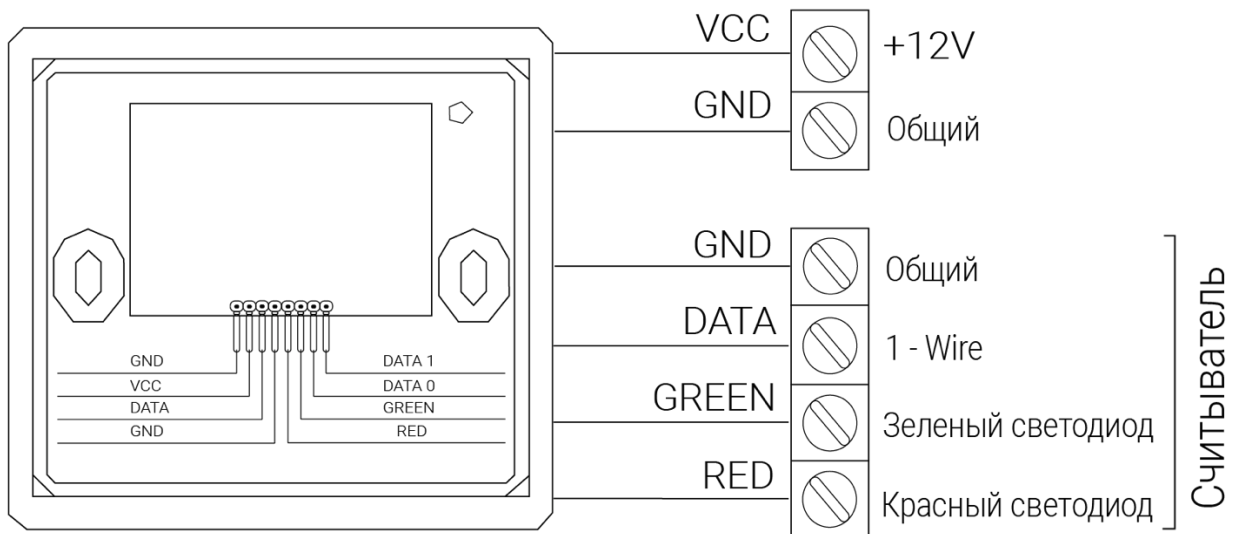 VCC +12V
GND Общий
GND Общий
DATA 1 - Wire
GREEN Зеленый светодиод
RED Красный светодиод
Считыватель
GND DATA 1
VCC DATA 0
DATA GREEN
GND RED